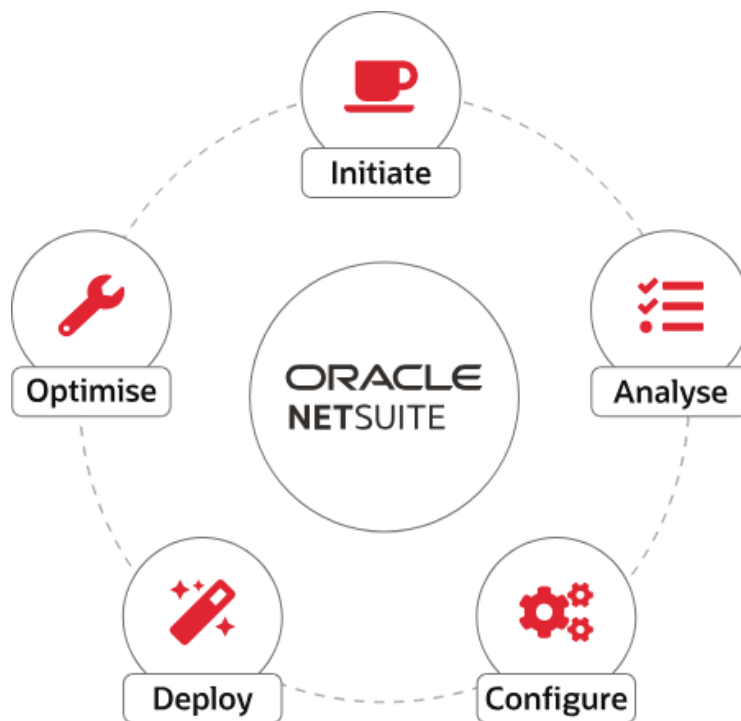 Initiate
Optimise
Analyse
ORACLE
NETSUITE
Deploy
Configure